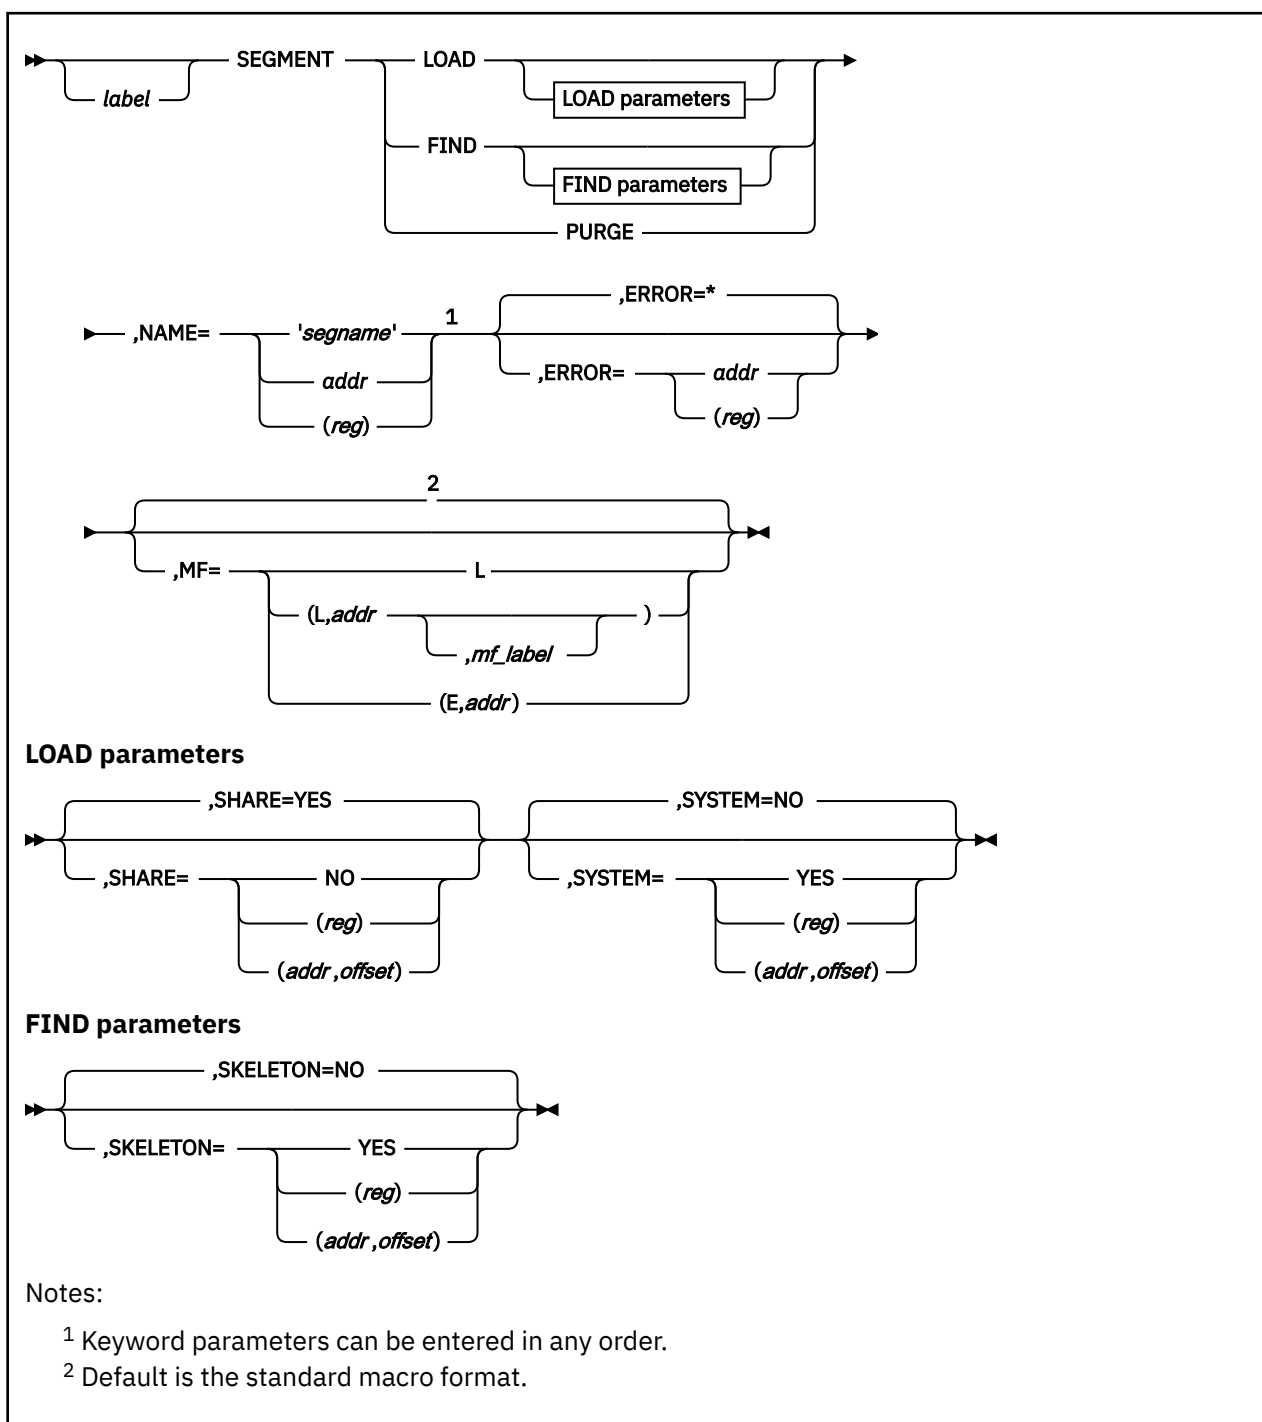 SEGMENT LOAD
label LOAD parameters
FIND
FIND parameters
PURGE
,ERROR=*
,NAME= 'segname' 1
,ERROR= addr
addr
(reg) (reg)
2
,MF= L
(L,addr )
,mf_label
(E,addr)
LOAD parameters
,SHARE=YES ,SYSTEM=NO
,SHARE= NO ,SYSTEM= YES
(reg) (reg)
(addr,offset) (addr,offset)
FIND parameters
,SKELETON=NO
,SKELETON= YES
(reg)
(addr,offset)
Notes:
1 Keyword parameters can be entered in any order.
2 Default is the standard macro format.